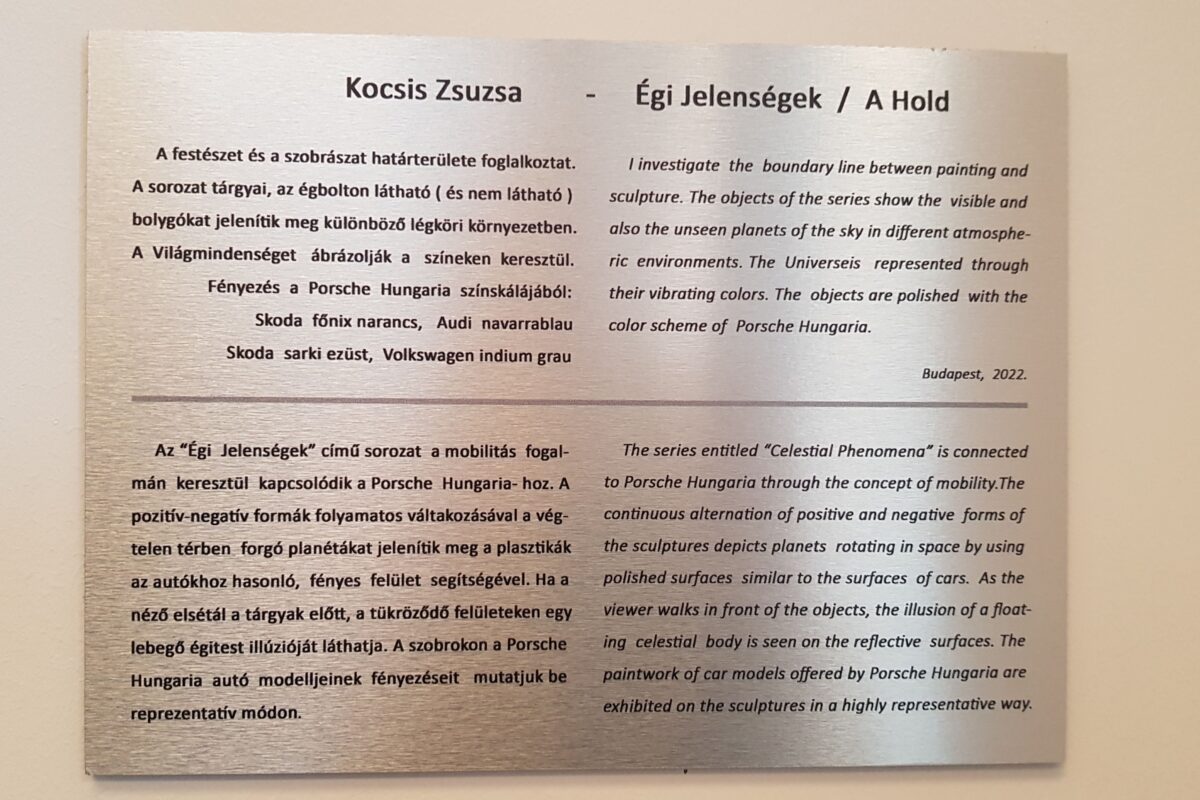 Kocsis Zsuzsa - Égi Jelenségek / A Hold
A festészet és a szobrászat határterülete foglalkoztat.
A sorozat tárgyai, az égbolton látható ( és nem látható )
bolygókat jelenítik meg különböző légköri környezetben.
A Világmindenséget ábrázolják a színeken keresztül.
Fényezés a Porsche Hungaria színskálájából:
Skoda főnix narancs, Audi navarrablau
Skoda sarki ezüst, Volkswagen indium grau
I investigate the boundary line between painting and
sculpture. The objects of the series show the visible and
also the unseen planets of the sky in different atmosphe-
ric environments. The Universeis represented through
their vibrating colors. The objects are polished with the
color scheme of Porsche Hungaria.
Budapest, 2022.
Az “Égi Jelenségek” című sorozat a mobilitás fogal-
mán keresztül kapcsolódik a Porsche Hungaria- hoz. A
pozitív-negatív formák folyamatos váltakozásával a vég-
telen térben forgó planétákat jelenítik meg a plasztikák
az autókhoz hasonló, fényes felület segítségével. Ha a
néző elsétál a tárgyak előtt, a tükröződő felületeken egy
lebegő égitest illúzióját láthatja. A szobrokon a Porsche
Hungaria autó modelljeinek fényezéseit mutatjuk be
reprezentatív módon.
The series entitled “Celestial Phenomena” is connected
to Porsche Hungaria through the concept of mobility.The
continuous alternation of positive and negative forms of
the sculptures depicts planets rotating in space by using
polished surfaces similar to the surfaces of cars. As the
viewer walks in front of the objects, the illusion of a float-
ing celestial body is seen on the reflective surfaces. The
paintwork of car models offered by Porsche Hungaria are
exhibited on the sculptures in a highly representative way.